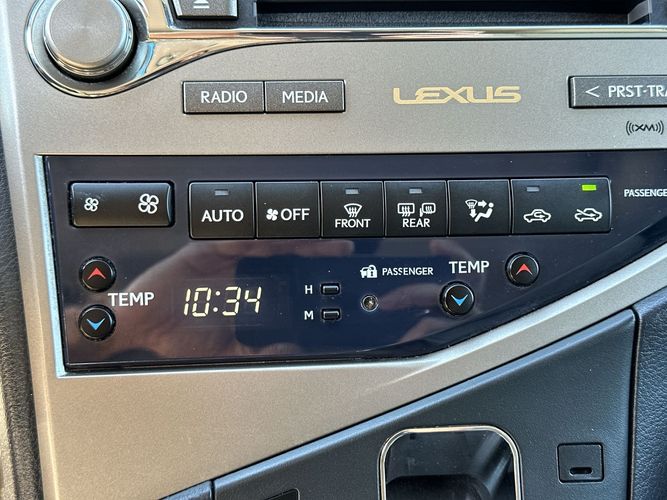 RADIO MEDIA LEXUS < PRST-TRA
((XM))
AUTO OFF FRONT REAR PASSENGE
PASSENGER TEMP
TEMP 10:34 H
M